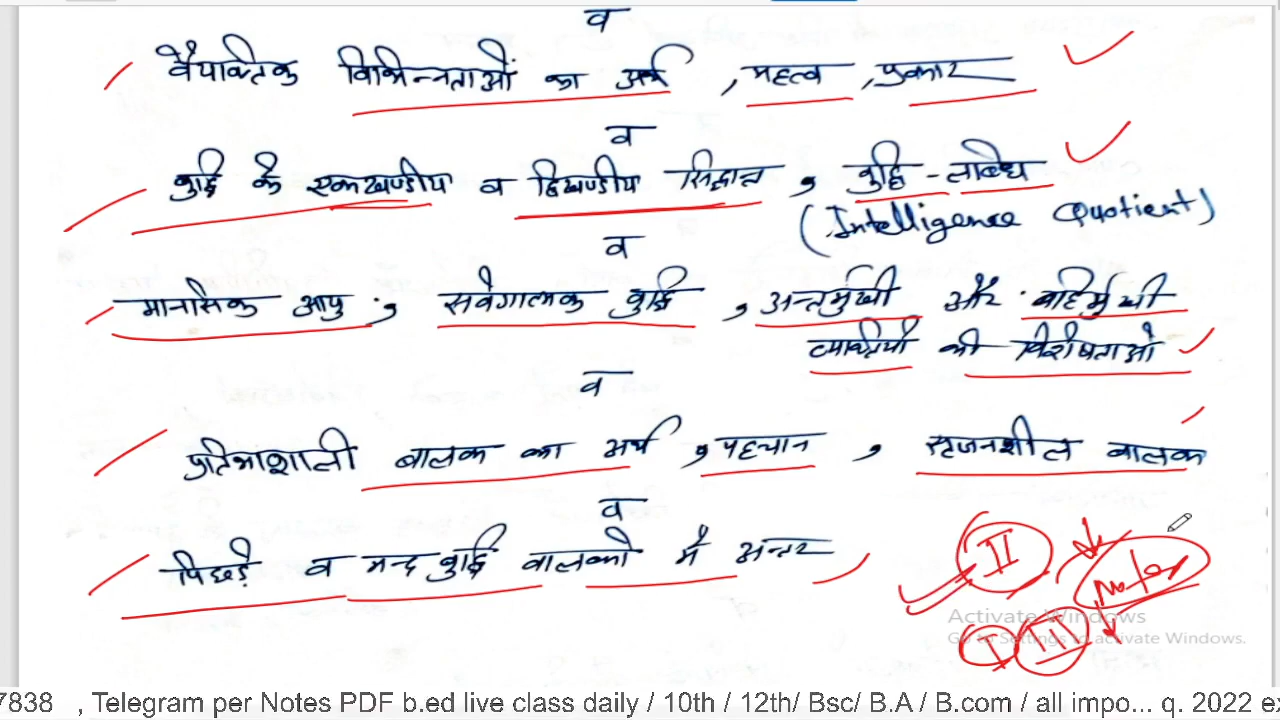 व
वैयक्तिक विभिन्नताओं का अर्थ , महत्व , प्रकार
व
बुद्धि के एकखण्डीय व द्विखण्डीय सिद्धान्त , बुद्धि - लब्धि
(Intelligence Quotient)
व
मानसिक आयु , संवेगात्मक बुद्धि , अन्तर्मुखी और बहिर्मुखी
व्यक्तियों की विशेषताओं
व
प्रतिभाशाली बालक का अर्थ , पहचान , सृजनशील बालक
व
पिछड़े व मन्द बुद्धि बालकों में अन्तर
II
Notes
I III
Activate Windows
Go to Settings to activate Windows.
7838 , Telegram per Notes PDF b.ed live class daily / 10th / 12th/ Bsc/ B.A / B.com / all impo... q. 2022 ex